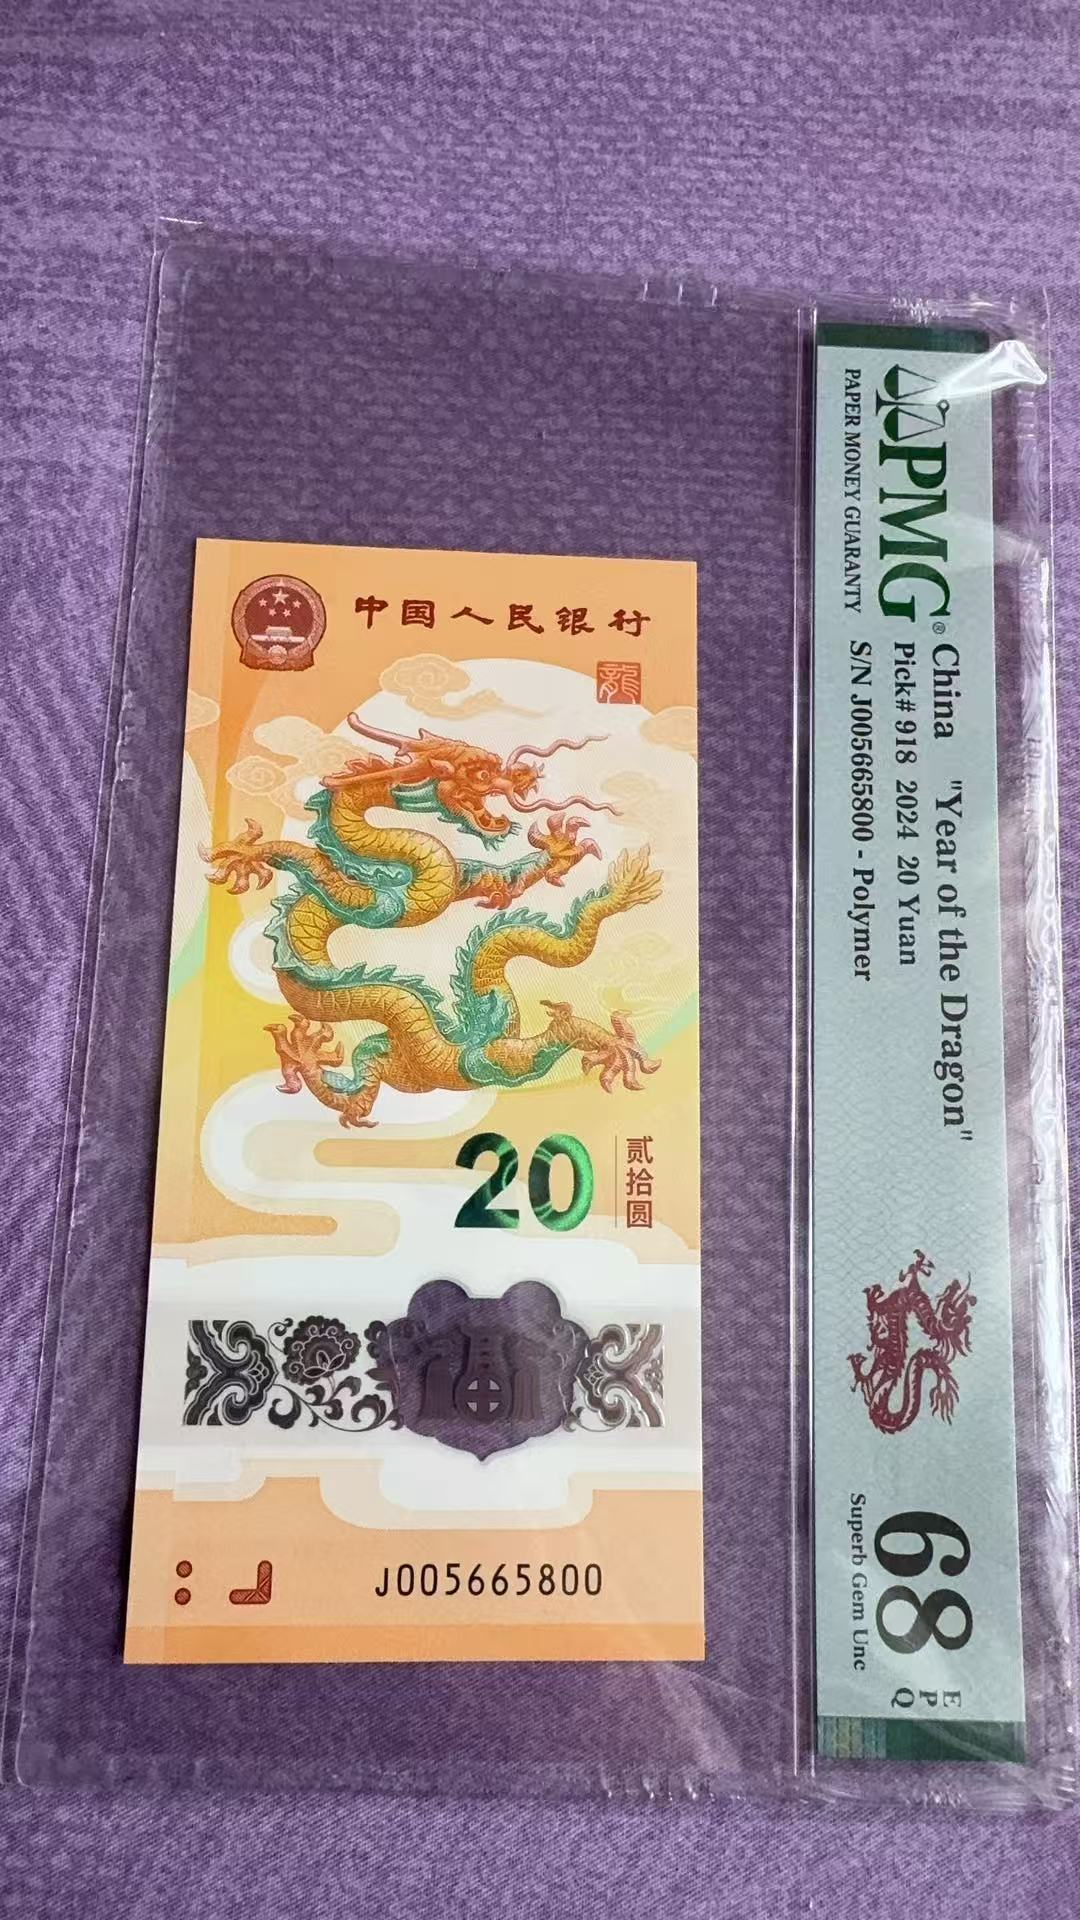 中国人民银行
龍
20
贰拾圆
福
J005665800
PMG®
PAPER MONEY GUARANTY
China "Year of the Dragon"
Pick# 918 2024 20 Yuan
S/N J005665800 - Polymer
68
EPQ
Superb Gem Unc